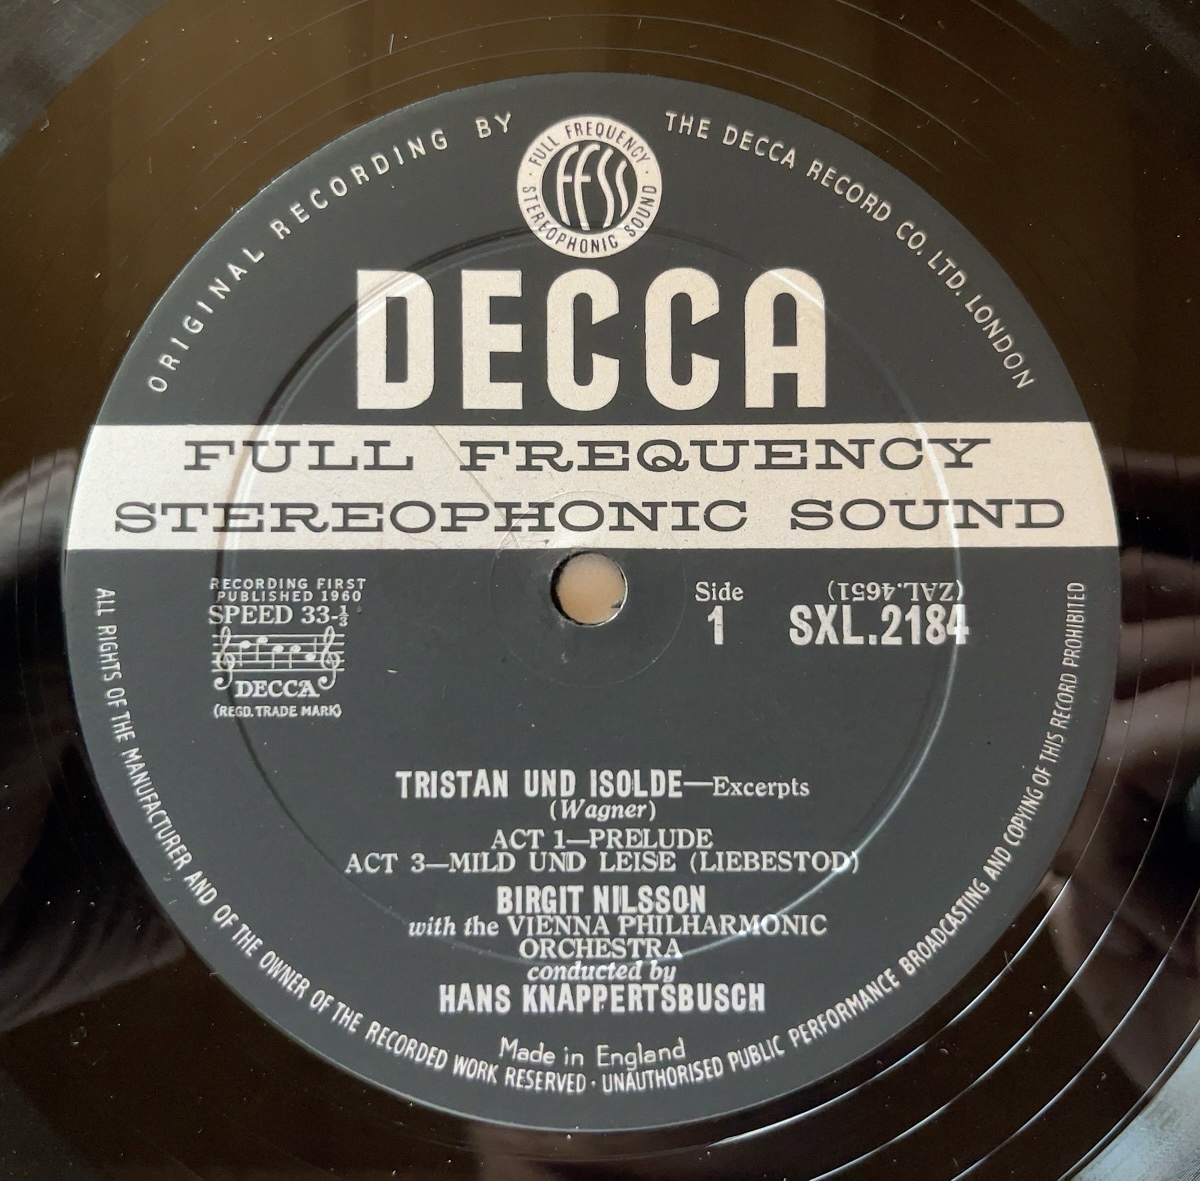 ORIGINAL RECORDING BY
THE DECCA RECORD CO. LTD. LONDON
FULL FREQUENCY
FFSS
STEREOPHONIC SOUND
DECCA
FULL FREQUENCY
STEREOPHONIC SOUND
RECORDING FIRST
PUBLISHED 1960
SPEED 33-⅓
DECCA
(REGD. TRADE MARK)
Side
1
(ZAL.4651)
SXL.2184
TRISTAN UND ISOLDE—Excerpts
(Wagner)
ACT 1—PRELUDE
ACT 3—MILD UND LEISE (LIEBESTOD)
BIRGIT NILSSON
with the VIENNA PHILHARMONIC
ORCHESTRA
conducted by
HANS KNAPPERTSBUSCH
Made in England
ALL RIGHTS OF THE MANUFACTURER AND OF THE OWNER OF THE RECORDED WORK RESERVED · UNAUTHORISED PUBLIC PERFORMANCE BROADCASTING AND COPYING OF THIS RECORD PROHIBITED